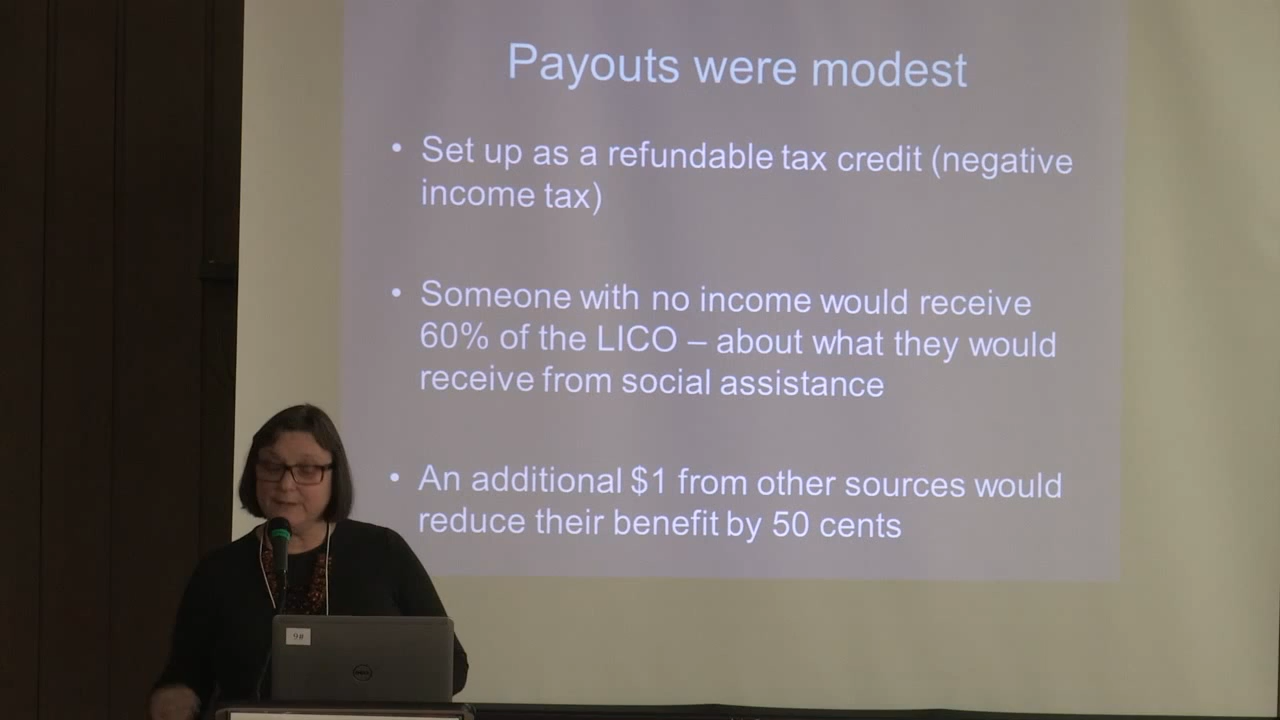 Payouts were modest
• Set up as a refundable tax credit (negative
income tax)
• Someone with no income would receive
60% of the LICO – about what they would
receive from social assistance
• An additional $1 from other sources would
reduce their benefit by 50 cents
9#
DELL